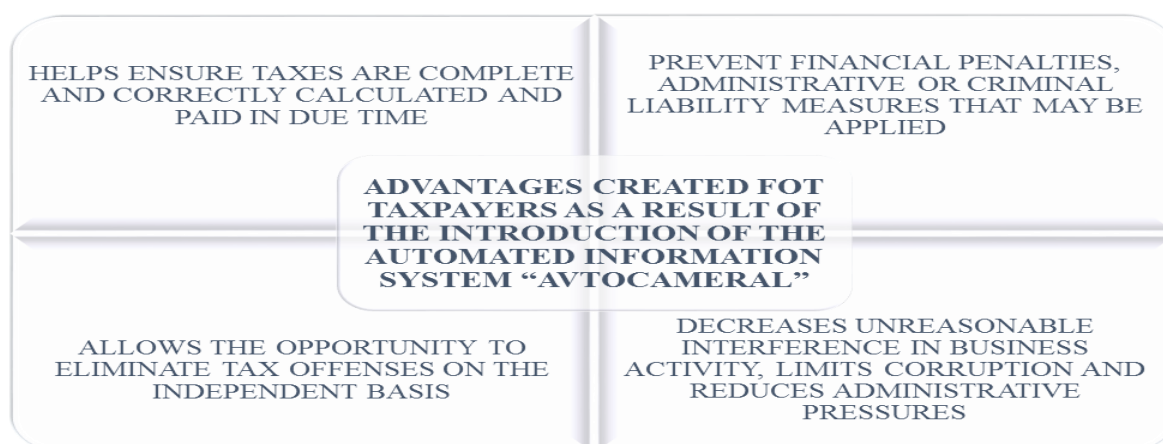 HELPS ENSURE TAXES ARE COMPLETE
AND CORRECTLY CALCULATED AND
PAID IN DUE TIME
PREVENT FINANCIAL PENALTIES,
ADMINISTRATIVE OR CRIMINAL
LIABILITY MEASURES THAT MAY BE
APPLIED
ADVANTAGES CREATED FOT
TAXPAYERS AS A RESULT OF
THE INTRODUCTION OF THE
AUTOMATED INFORMATION
SYSTEM “AVTOCAMERAL”
ALLOWS THE OPPORTUNITY TO
ELIMINATE TAX OFFENSES ON THE
INDEPENDENT BASIS
DECREASES UNREASONABLE
INTERFERENCE IN BUSINESS
ACTIVITY, LIMITS CORRUPTION AND
REDUCES ADMINISTRATIVE
PRESSURES